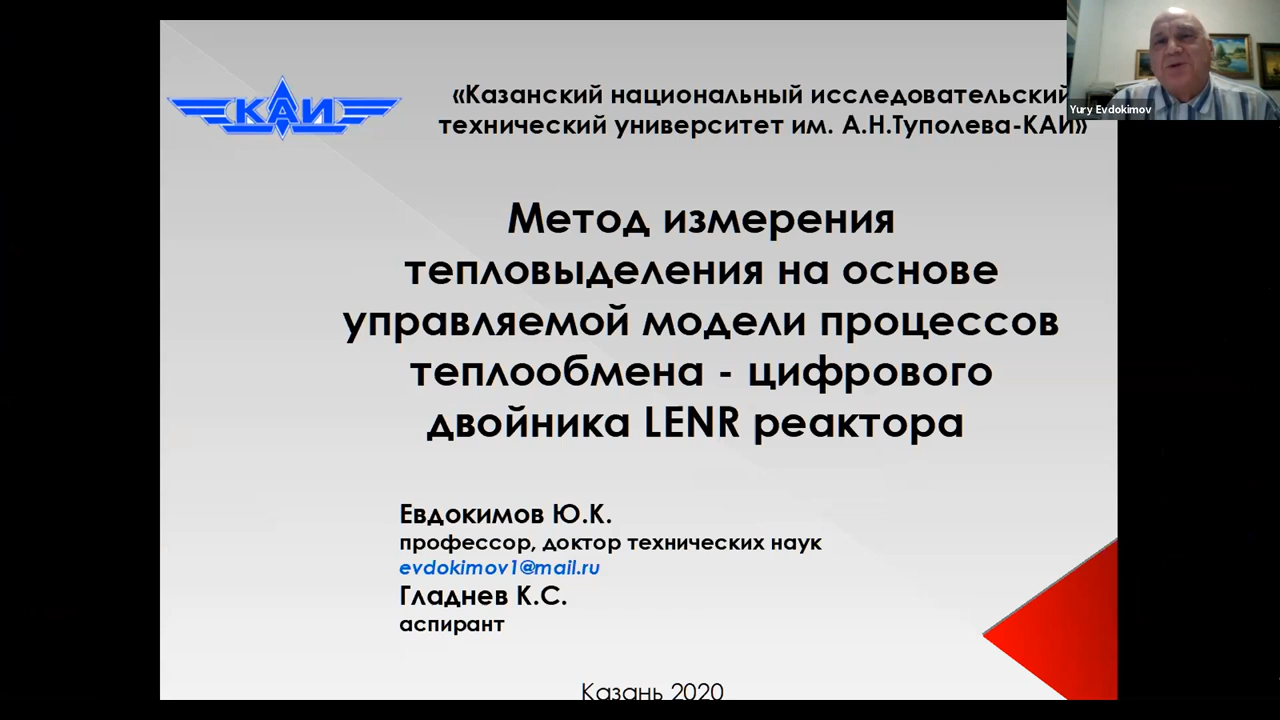 КАИ
«Казанский национальный исследовательский
технический университет им. А.Н.Туполева-КАИ»
Yury Evdokimov
Метод измерения
тепловыделения на основе
управляемой модели процессов
теплообмена - цифрового
двойника LENR реактора
Евдокимов Ю.К.
профессор, доктор технических наук
evdokimov1@mail.ru
Гладнев К.С.
аспирант
Казань 2020